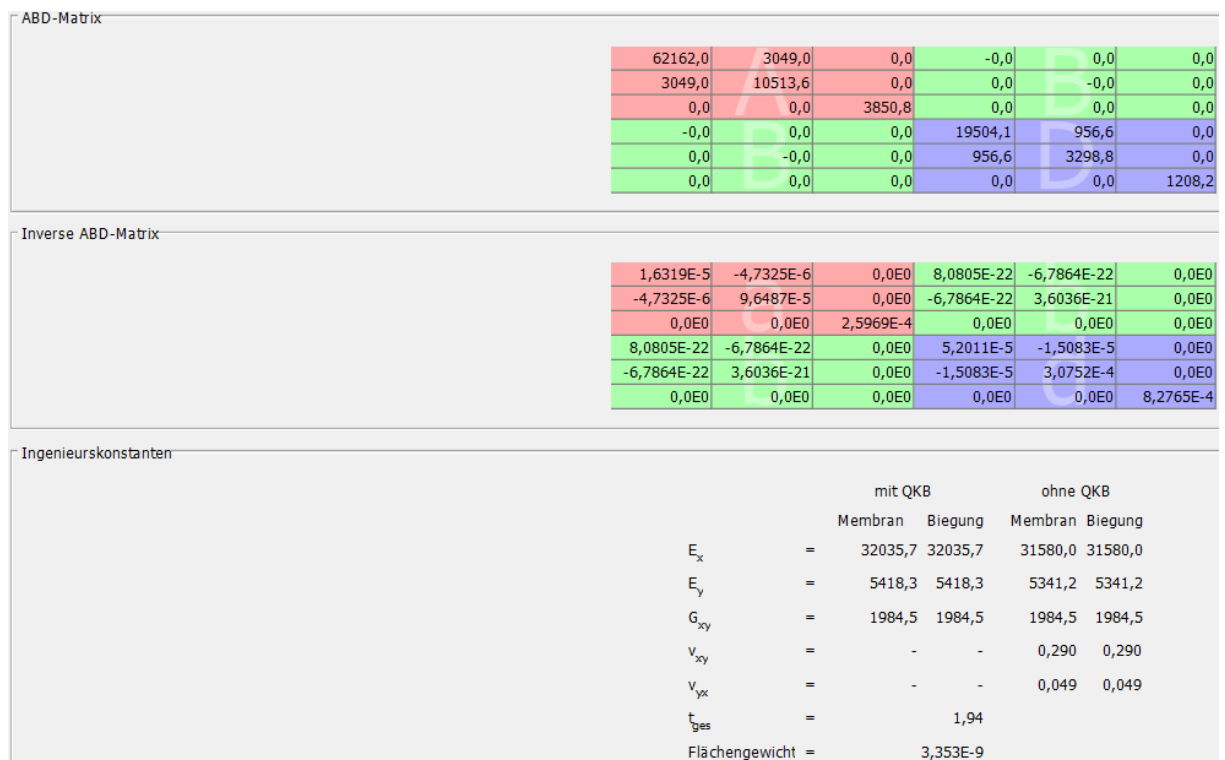 ABD-Matrix
62162,0 3049,0 0,0 -0,0 0,0 0,0
3049,0 10513,6 0,0 0,0 -0,0 0,0
0,0 0,0 3850,8 0,0 0,0 0,0
-0,0 0,0 0,0 19504,1 956,6 0,0
0,0 -0,0 0,0 956,6 3298,8 0,0
0,0 0,0 0,0 0,0 0,0 1208,2
A B
B D
Inverse ABD-Matrix
1,6319E-5 -4,7325E-6 0,0E0 8,0805E-22 -6,7864E-22 0,0E0
-4,7325E-6 9,6487E-5 0,0E0 -6,7864E-22 3,6036E-21 0,0E0
0,0E0 0,0E0 2,5969E-4 0,0E0 0,0E0 0,0E0
8,0805E-22 -6,7864E-22 0,0E0 5,2011E-5 -1,5083E-5 0,0E0
-6,7864E-22 3,6036E-21 0,0E0 -1,5083E-5 3,0752E-4 0,0E0
0,0E0 0,0E0 0,0E0 0,0E0 0,0E0 8,2765E-4
a b
b d
Ingenieurskonstanten
mit QKB ohne QKB
Membran Biegung Membran Biegung
Ex = 32035,7 32035,7 31580,0 31580,0
Ey = 5418,3 5418,3 5341,2 5341,2
Gxy = 1984,5 1984,5 1984,5 1984,5
vxy = - - 0,290 0,290
vyx = - - 0,049 0,049
tges = 1,94
Flächengewicht = 3,353E-9